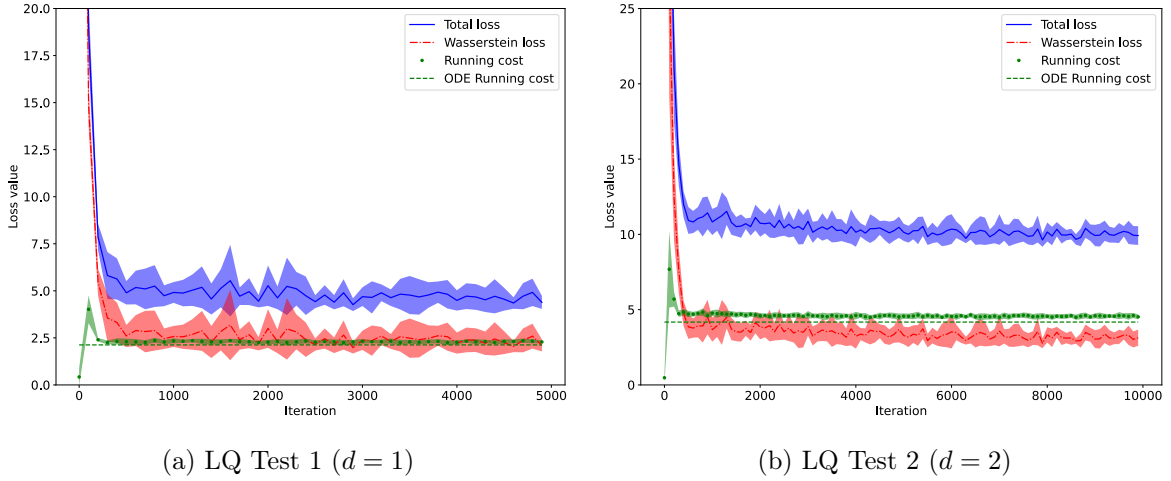 20.0
17.5
15.0
12.5
10.0
7.5
5.0
2.5
0.0
Loss value
0
1000
2000
3000
4000
5000
Iteration
Total loss
Wasserstein loss
Running cost
ODE Running cost
(a) LQ Test 1 (d = 1)
25
20
15
10
5
0
Loss value
0
2000
4000
6000
8000
10000
Iteration
Total loss
Wasserstein loss
Running cost
ODE Running cost
(b) LQ Test 2 (d = 2)